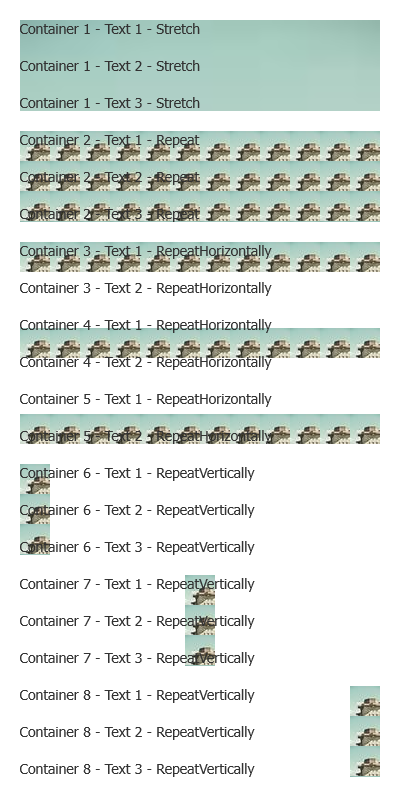 Container 1 - Text 1 - Stretch
Container 1 - Text 2 - Stretch
Container 1 - Text 3 - Stretch
Container 2 - Text 1 - Repeat
Container 2 - Text 2 - Repeat
Container 2 - Text 3 - Repeat
Container 3 - Text 1 - RepeatHorizontally
Container 3 - Text 2 - RepeatHorizontally
Container 4 - Text 1 - RepeatHorizontally
Container 4 - Text 2 - RepeatHorizontally
Container 5 - Text 1 - RepeatHorizontally
Container 5 - Text 2 - RepeatHorizontally
Container 6 - Text 1 - RepeatVertically
Container 6 - Text 2 - RepeatVertically
Container 6 - Text 3 - RepeatVertically
Container 7 - Text 1 - RepeatVertically
Container 7 - Text 2 - RepeatVertically
Container 7 - Text 3 - RepeatVertically
Container 8 - Text 1 - RepeatVertically
Container 8 - Text 2 - RepeatVertically
Container 8 - Text 3 - RepeatVertically